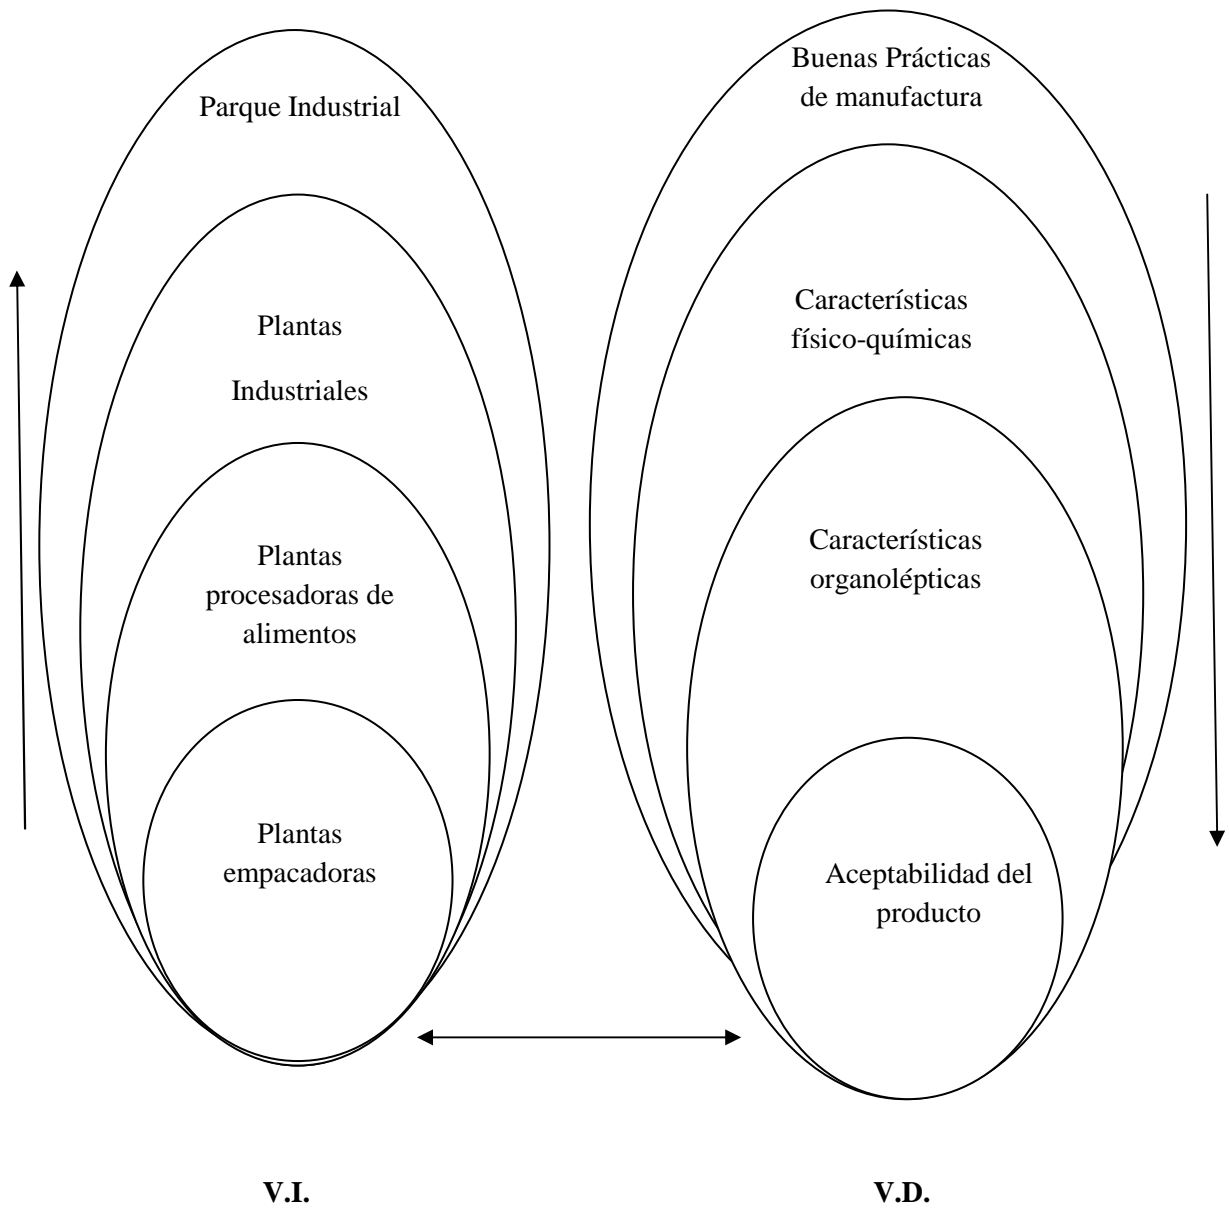 Parque Industrial
Plantas
Industriales
Plantas
procesadoras de
alimentos
Plantas
empacadoras
V.I.
Buenas Prácticas
de manufactura
Características
físico-químicas
Características
organolépticas
Aceptabilidad del
producto
V.D.